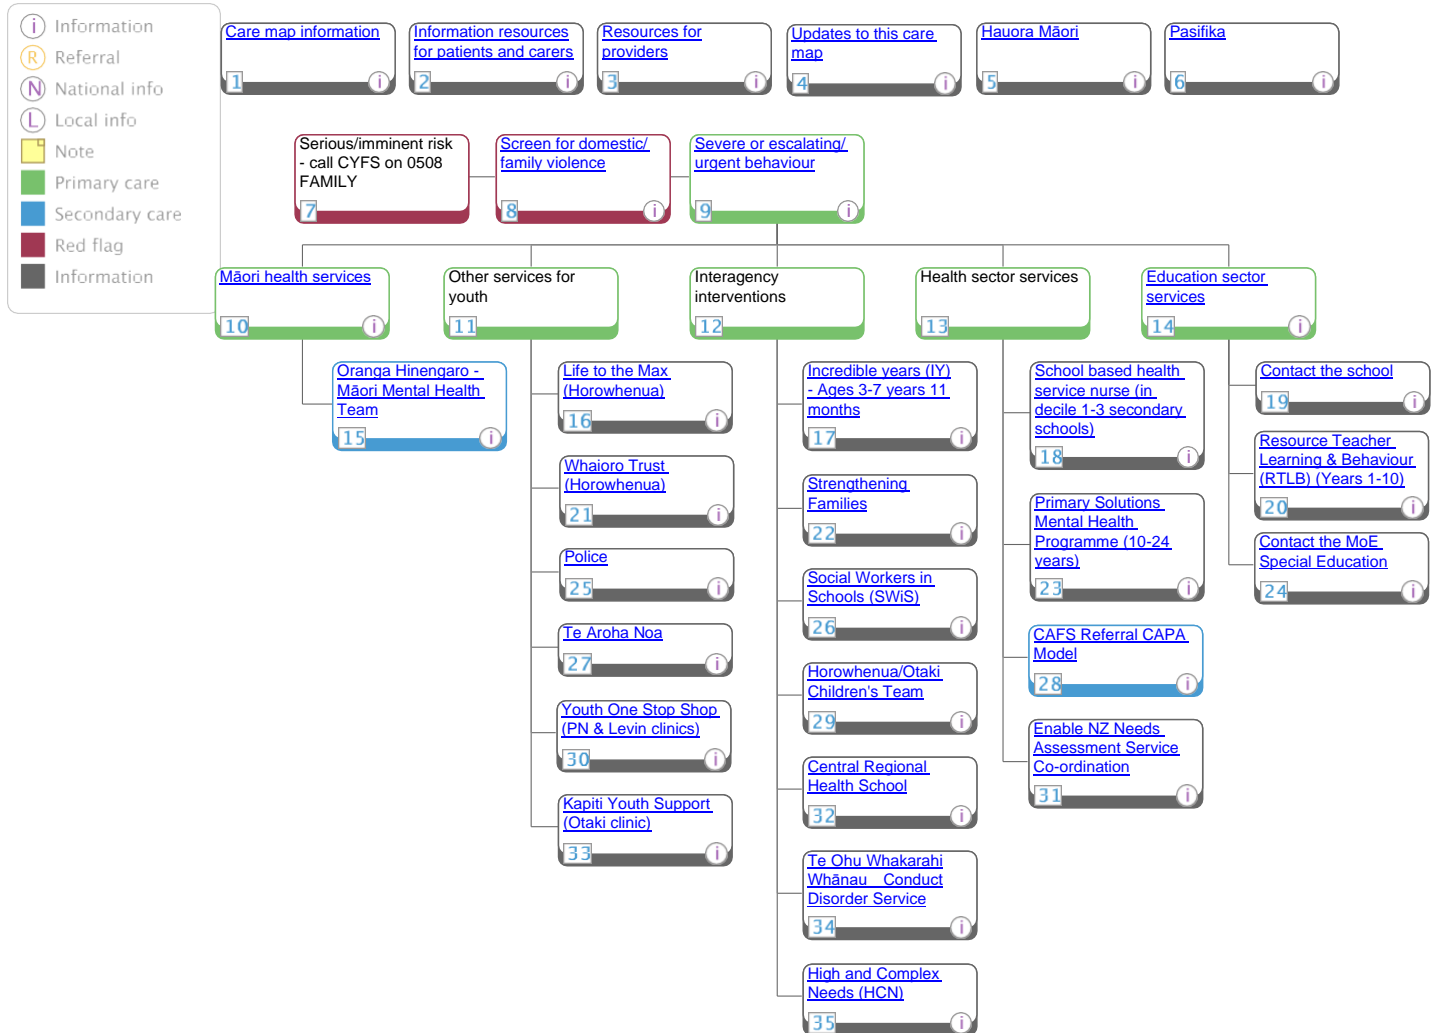 i Information
R Referral
N National info
L Local info
Note
Primary care
Secondary care
Red flag
Information
Care map information
1 i
Information resources
for patients and carers
2 i
Resources for
providers
3 i
Updates to this care
map
4 i
Hauora Māori
5 i
Pasifika
6 i
Serious/imminent risk
- call CYFS on 0508
FAMILY
7
Screen for domestic/
family violence
8 i
Severe or escalating/
urgent behaviour
9 i
Māori health services
10 i
Other services for
youth
11
Interagency
interventions
12
Health sector services
13
Education sector
services
14 i
Oranga Hinengaro -
Māori Mental Health
Team
15 i
Life to the Max
(Horowhenua)
16 i
Incredible years (IY)
- Ages 3-7 years 11
months
17 i
School based health
service nurse (in
decile 1-3 secondary
schools)
18 i
Contact the school
19 i
Resource Teacher
Learning & Behaviour
(RTLB) (Years 1-10)
20 i
Whaioro Trust
(Horowhenua)
21 i
Strengthening
Families
22 i
Primary Solutions
Mental Health
Programme (10-24
years)
23 i
Contact the MoE
Special Education
24 i
Police
25 i
Social Workers in
Schools (SWiS)
26 i
Te Aroha Noa
27 i
CAFS Referral CAPA
Model
28 i
Horowhenua/Otaki
Children's Team
29 i
Youth One Stop Shop
(PN & Levin clinics)
30 i
Enable NZ Needs
Assessment Service
Co-ordination
31 i
Central Regional
Health School
32 i
Kapiti Youth Support
(Otaki clinic)
33 i
Te Ohu Whakarahi
Whānau Conduct
Disorder Service
34 i
High and Complex
Needs (HCN)
35 i